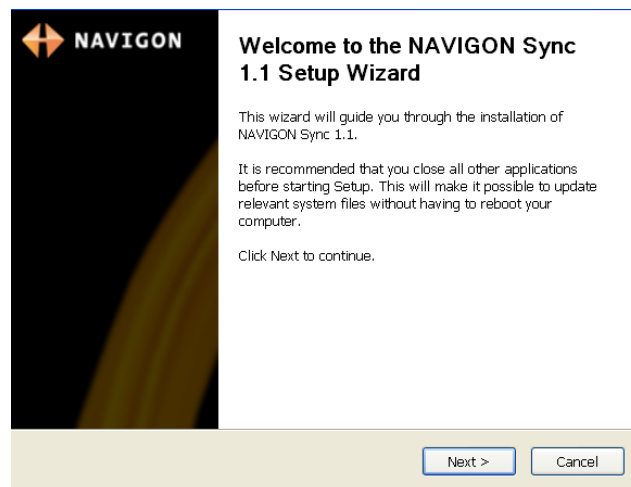 NAVIGON
Welcome to the NAVIGON Sync
1.1 Setup Wizard
This wizard will guide you through the installation of
NAVIGON Sync 1.1.
It is recommended that you close all other applications
before starting Setup. This will make it possible to update
relevant system files without having to reboot your
computer.
Click Next to continue.
Next >
Cancel